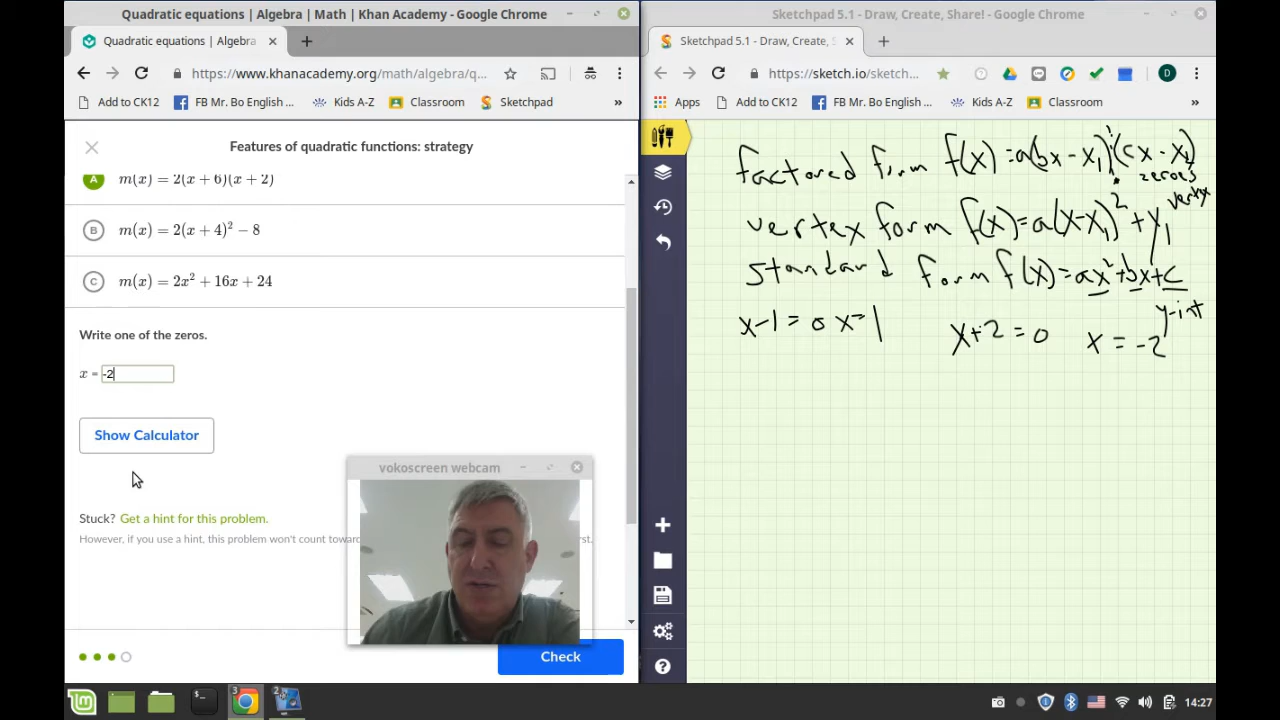 Quadratic equations | Algebra | Math | Khan Academy - Google Chrome
Quadratic equations | Algebra
https://www.khanacademy.org/math/algebra/q...
Add to CK12 FB Mr. Bo English ... Kids A-Z Classroom Sketchpad »
Features of quadratic functions: strategy
A m(x) = 2(x + 6)(x + 2)
B m(x) = 2(x + 4)² − 8
C m(x) = 2x² + 16x + 24
Write one of the zeros.
x = -2
Show Calculator
Stuck? Get a hint for this problem.
However, if you use a hint, this problem won't count towar
rst.
vokoscreen webcam
Check
Sketchpad 5.1 - Draw, Create, Share! - Google Chrome
Sketchpad 5.1 - Draw, Create, S
https://sketch.io/sketch...
D
Apps Add to CK12 FB Mr. Bo English ... Kids A-Z Classroom »
factored form f(x)=a(bx-x₁)(cx-x₁)
zeroes
vertex form f(x)=a(x-x₁)²+y₁
vertex
standard form f(x)=ax²+bx+c
y-int
x-1=0 x=1 x+2=0 x=-2
3
2
14:27